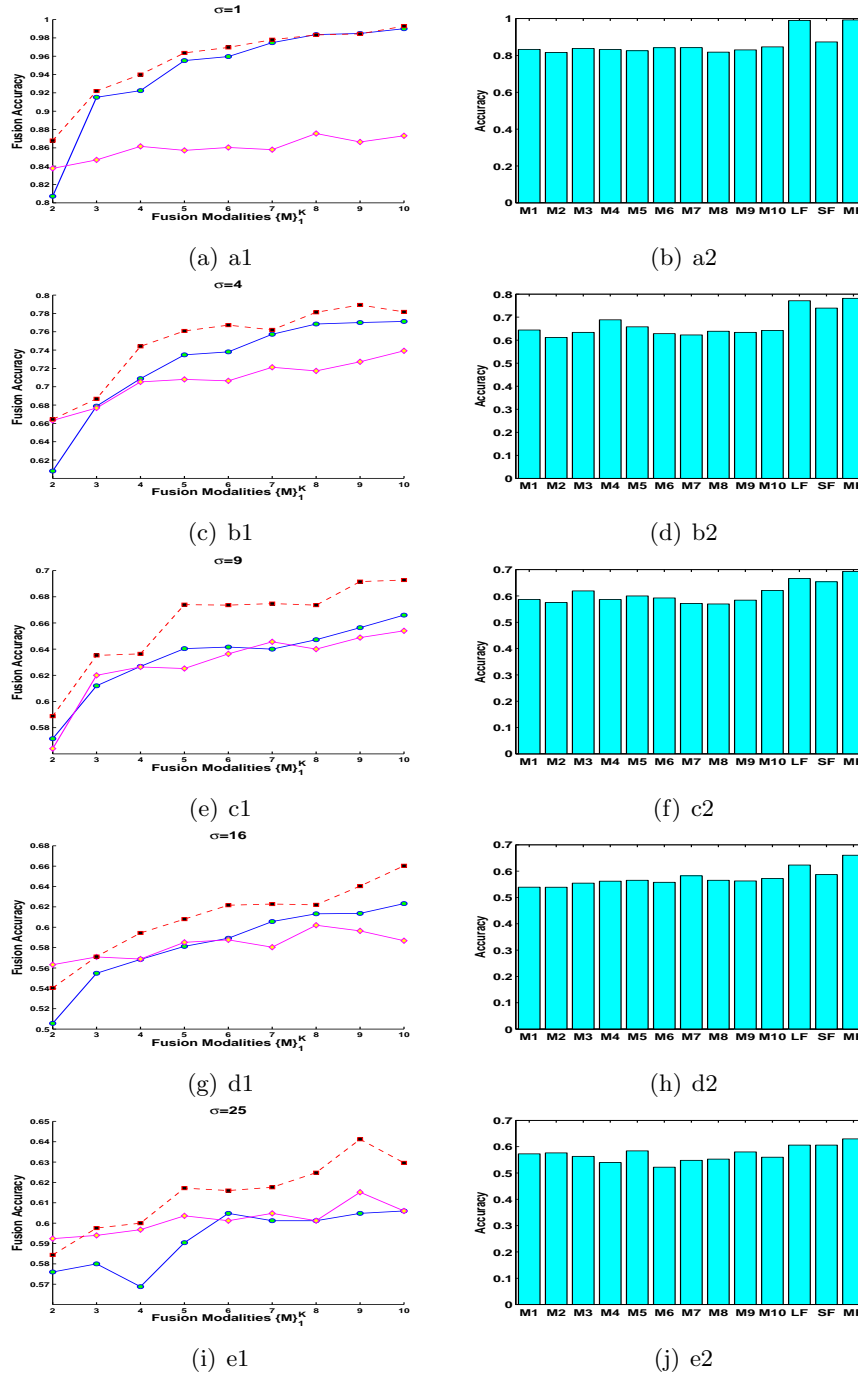 σ=1
Fusion Accuracy
1
0.98
0.96
0.94
0.92
0.9
0.88
0.86
0.84
0.82
0.8
2 3 4 5 6 7 8 9 10
Fusion Modalities {M}₁ᴷ
(a) a1
Accuracy
1
0.8
0.6
0.4
0.2
0
M1 M2 M3 M4 M5 M6 M7 M8 M9 M10 LF SF
(b) a2
σ=4
Fusion Accuracy
0.8
0.78
0.76
0.74
0.72
0.7
0.68
0.66
0.64
0.62
2 3 4 5 6 7 8 9 10
Fusion Modalities {M}₁ᴷ
(c) b1
Accuracy
0.8
0.7
0.6
0.5
0.4
0.3
0.2
0.1
0
M1 M2 M3 M4 M5 M6 M7 M8 M9 M10 LF SF
(d) b2
σ=9
Fusion Accuracy
0.7
0.68
0.66
0.64
0.62
0.6
0.58
2 3 4 5 6 7 8 9 10
Fusion Modalities {M}₁ᴷ
(e) c1
Accuracy
0.7
0.6
0.5
0.4
0.3
0.2
0.1
0
M1 M2 M3 M4 M5 M6 M7 M8 M9 M10 LF SF
(f) c2
σ=16
Fusion Accuracy
0.68
0.66
0.64
0.62
0.6
0.58
0.56
0.54
0.52
0.5
2 3 4 5 6 7 8 9 10
Fusion Modalities {M}₁ᴷ
(g) d1
Accuracy
0.7
0.6
0.5
0.4
0.3
0.2
0.1
0
M1 M2 M3 M4 M5 M6 M7 M8 M9 M10 LF SF
(h) d2
σ=25
Fusion Accuracy
0.65
0.64
0.63
0.62
0.61
0.6
0.59
0.58
0.57
2 3 4 5 6 7 8 9 10
Fusion Modalities {M}₁ᴷ
(i) e1
Accuracy
0.7
0.6
0.5
0.4
0.3
0.2
0.1
0
M1 M2 M3 M4 M5 M6 M7 M8 M9 M10 LF SF
(j) e2